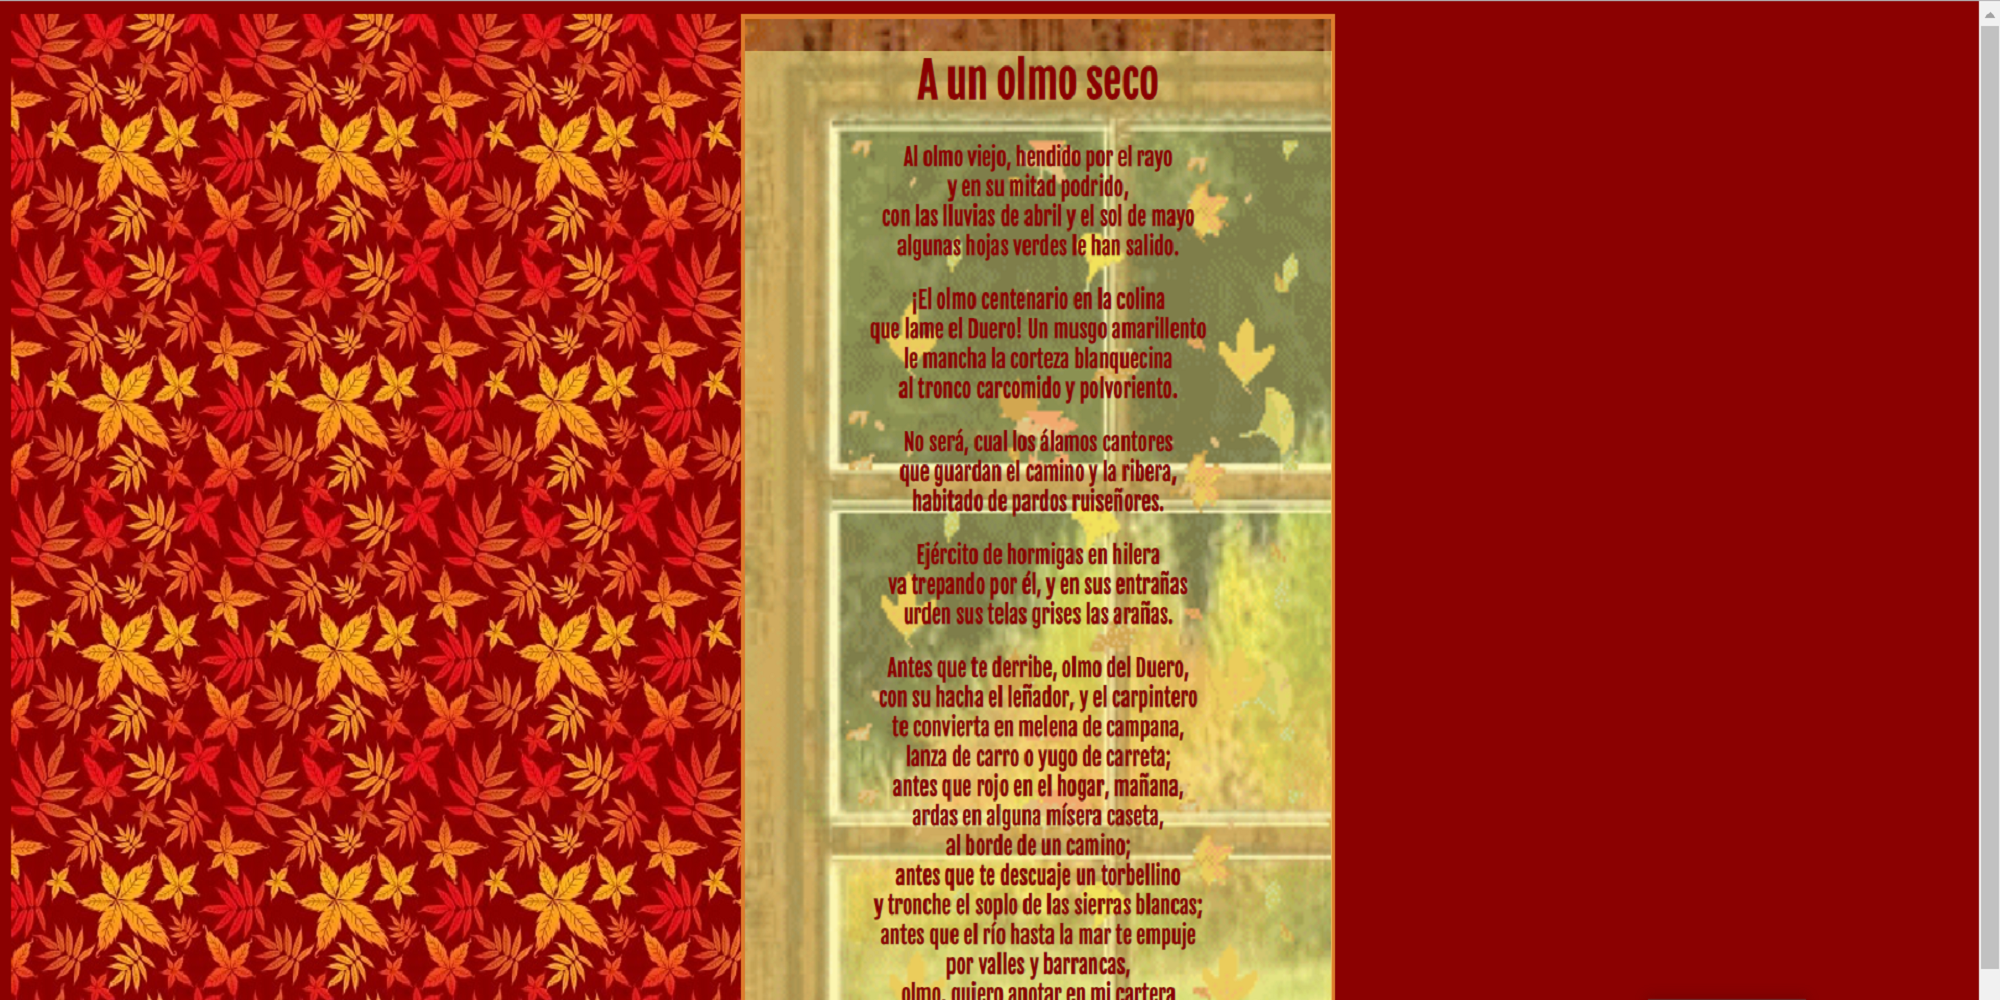 A un olmo seco
Al olmo viejo, hendido por el rayo
y en su mitad podrido,
con las lluvias de abril y el sol de mayo
algunas hojas verdes le han salido.
¡El olmo centenario en la colina
que lame el Duero! Un musgo amarillento
le mancha la corteza blanquecina
al tronco carcomido y polvoriento.
No será, cual los álamos cantores
que guardan el camino y la ribera,
habitado de pardos ruiseñores.
Ejército de hormigas en hilera
va trepando por él, y en sus entrañas
urden sus telas grises las arañas.
Antes que te derribe, olmo del Duero,
con su hacha el leñador, y el carpintero
te convierta en melena de campana,
lanza de carro o yugo de carreta;
antes que rojo en el hogar, mañana,
ardas en alguna mísera caseta,
al borde de un camino;
antes que te descuaje un torbellino
y tronche el soplo de las sierras blancas;
antes que el río hasta la mar te empuje
por valles y barrancas,
olmo, quiero anotar en mi cartera